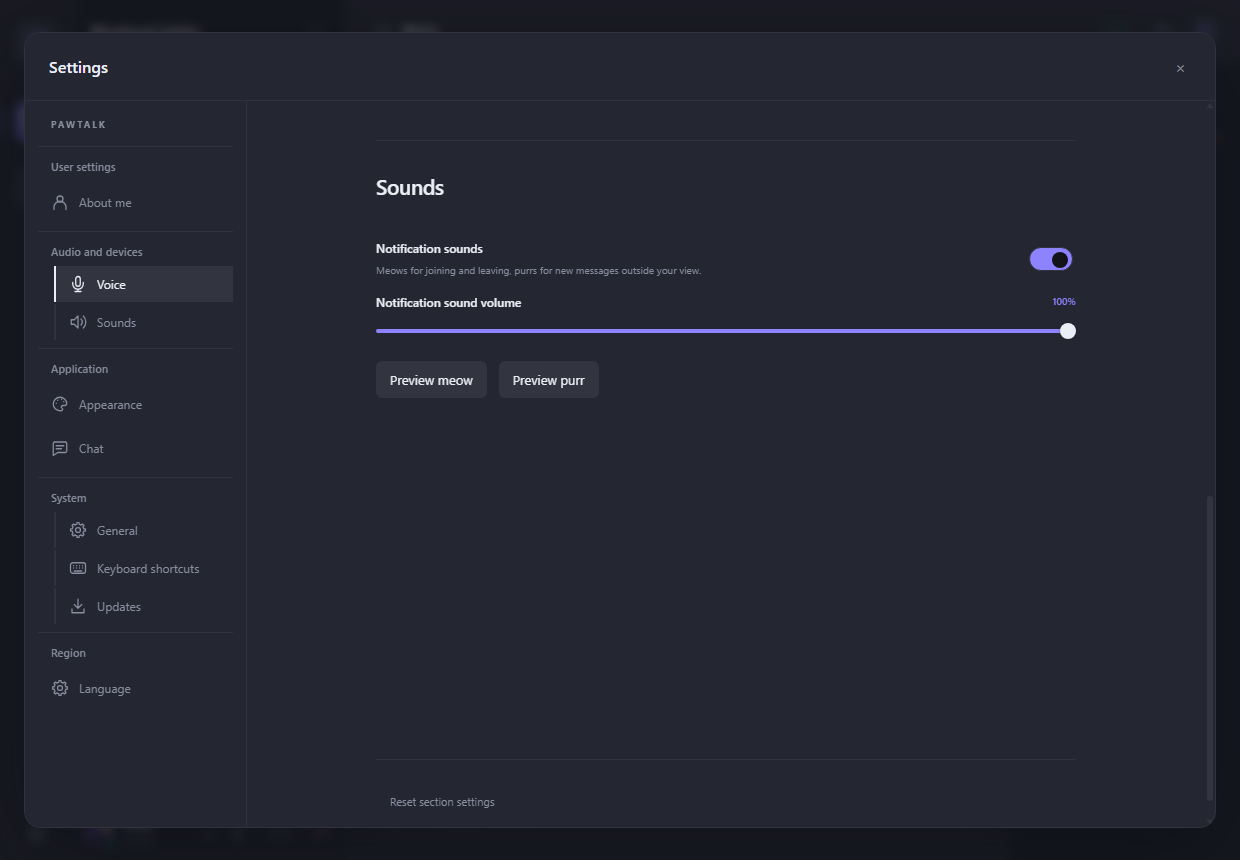 Settings
×
PAWTALK
User settings
About me
Audio and devices
Voice
Sounds
Application
Appearance
Chat
System
General
Keyboard shortcuts
Updates
Region
Language
Sounds
Notification sounds
Meows for joining and leaving, purrs for new messages outside your view.
Notification sound volume
100%
Preview meow
Preview purr
Reset section settings